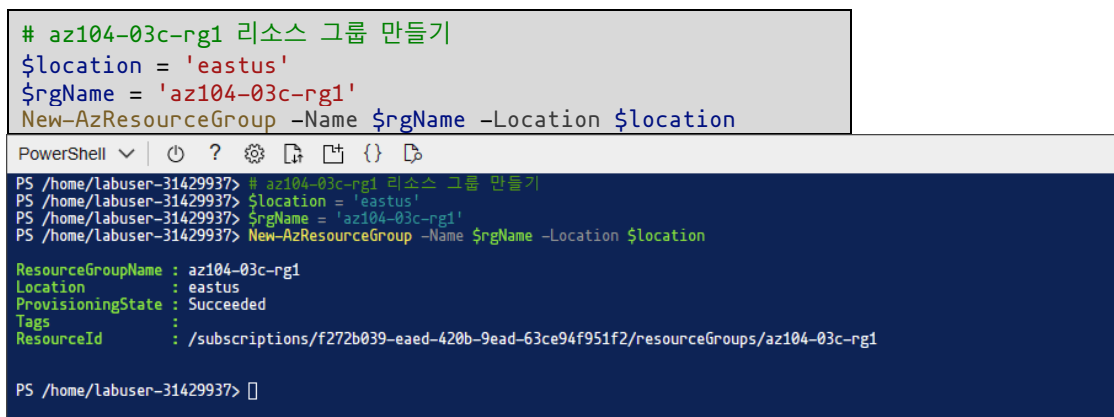 # az104-03c-rg1 리소스 그룹 만들기
$location = 'eastus'
$rgName = 'az104-03c-rg1'
New-AzResourceGroup -Name $rgName -Location $location
PowerShell
PS /home/labuser-31429937> # az104-03c-rg1 리소스 그룹 만들기
PS /home/labuser-31429937> $location = 'eastus'
PS /home/labuser-31429937> $rgName = 'az104-03c-rg1'
PS /home/labuser-31429937> New-AzResourceGroup -Name $rgName -Location $location
ResourceGroupName : az104-03c-rg1
Location : eastus
ProvisioningState : Succeeded
Tags :
ResourceId : /subscriptions/f272b039-eaed-420b-9ead-63ce94f951f2/resourceGroups/az104-03c-rg1
PS /home/labuser-31429937>